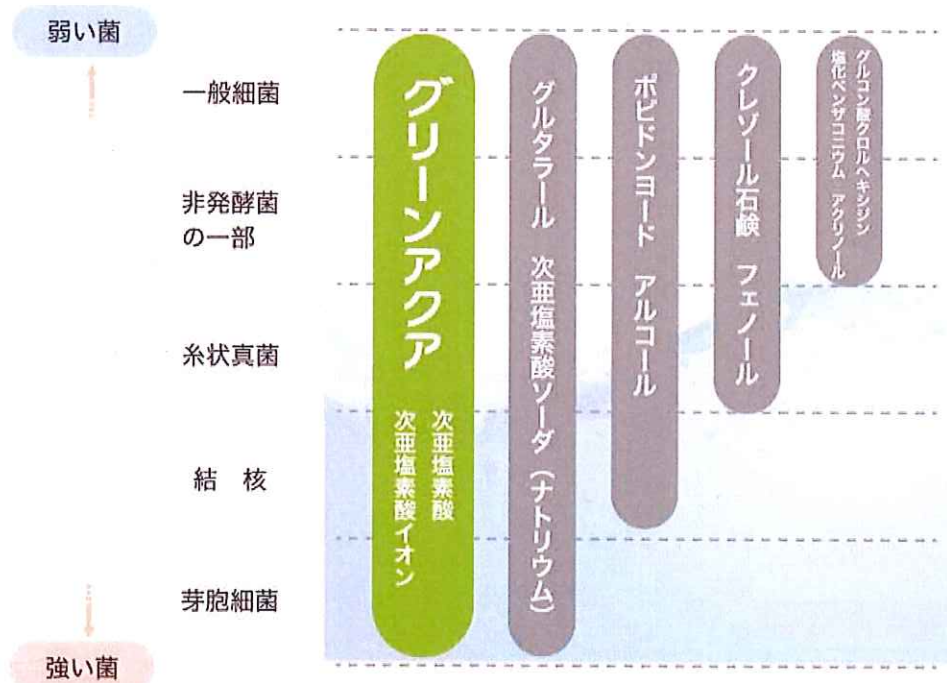 弱い菌
一般細菌
非発酵菌
の一部
糸状真菌
結　核
芽胞細菌
強い菌
グリーンアクア
次亜塩素酸
次亜塩素酸イオン
グルタラール　次亜塩素酸ソーダ（ナトリウム）
ポビドンヨード　アルコール
クレゾール石鹸　フェノール
グルコン酸クロルヘキシジン
塩化ベンザコニウム　アクリノール